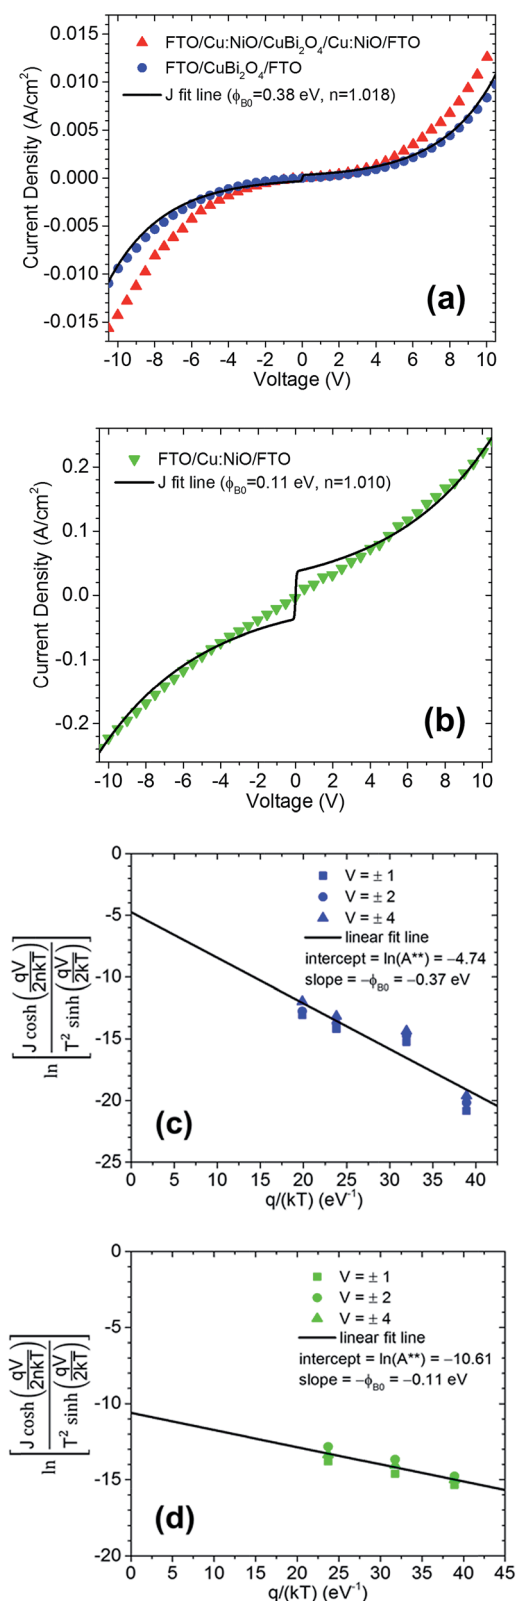 0.015
0.010
0.005
0.000
-0.005
-0.010
-0.015
Current Density (A/cm²)
FTO/Cu:NiO/CuBi₂O₄/Cu:NiO/FTO
FTO/CuBi₂O₄/FTO
J fit line (ϕB0=0.38 eV, n=1.018)
(a)
-10 -8 -6 -4 -2 0 2 4 6 8 10
Voltage (V)
0.2
0.1
0.0
-0.1
-0.2
Current Density (A/cm²)
FTO/Cu:NiO/FTO
J fit line (ϕB0=0.11 eV, n=1.010)
(b)
-10 -8 -6 -4 -2 0 2 4 6 8 10
Voltage (V)
0
-5
-10
-15
-20
-25
ln[J cosh(qV/2nkT) / T² sinh(qV/2kT)]
V = ± 1
V = ± 2
V = ± 4
linear fit line
intercept = ln(A**) = −4.74
slope = −ϕB0 = −0.37 eV
(c)
0 5 10 15 20 25 30 35 40
q/(kT) (eV⁻¹)
0
-5
-10
-15
-20
ln[J cosh(qV/2nkT) / T² sinh(qV/2kT)]
V = ± 1
V = ± 2
V = ± 4
linear fit line
intercept = ln(A**) = −10.61
slope = −ϕB0 = −0.11 eV
(d)
0 5 10 15 20 25 30 35 40 45
q/(kT) (eV⁻¹)